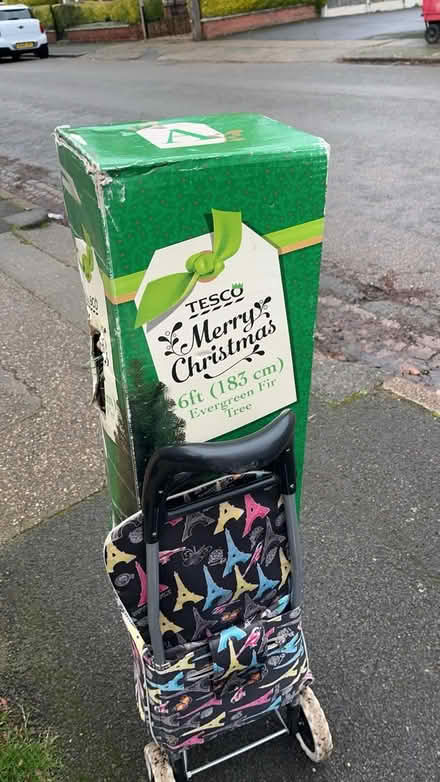 TESCO
Merry
Christmas
6ft (183 cm)
Evergreen Fir
Tree